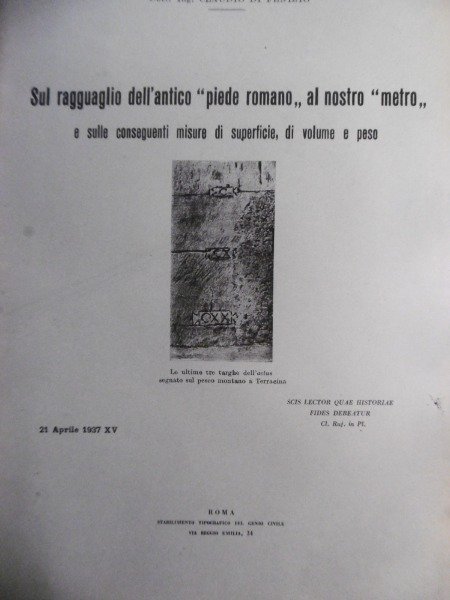 Sul ragguaglio dell'antico "piede romano„ al nostro "metro„
e sulle conseguenti misure di superficie, di volume e peso
CXX
Le ultime tre targhe dell'actus
segnato sul pesco montano a Terracina
SCIS LECTOR QUAE HISTORIAE
FIDES DEBEATUR
Cl. Ruf. in Pl.
21 Aprile 1937 XV
ROMA
STABILIMENTO TIPOGRAFICO DEL GENIO CIVILE
VIA REGGIO EMILIA, 24